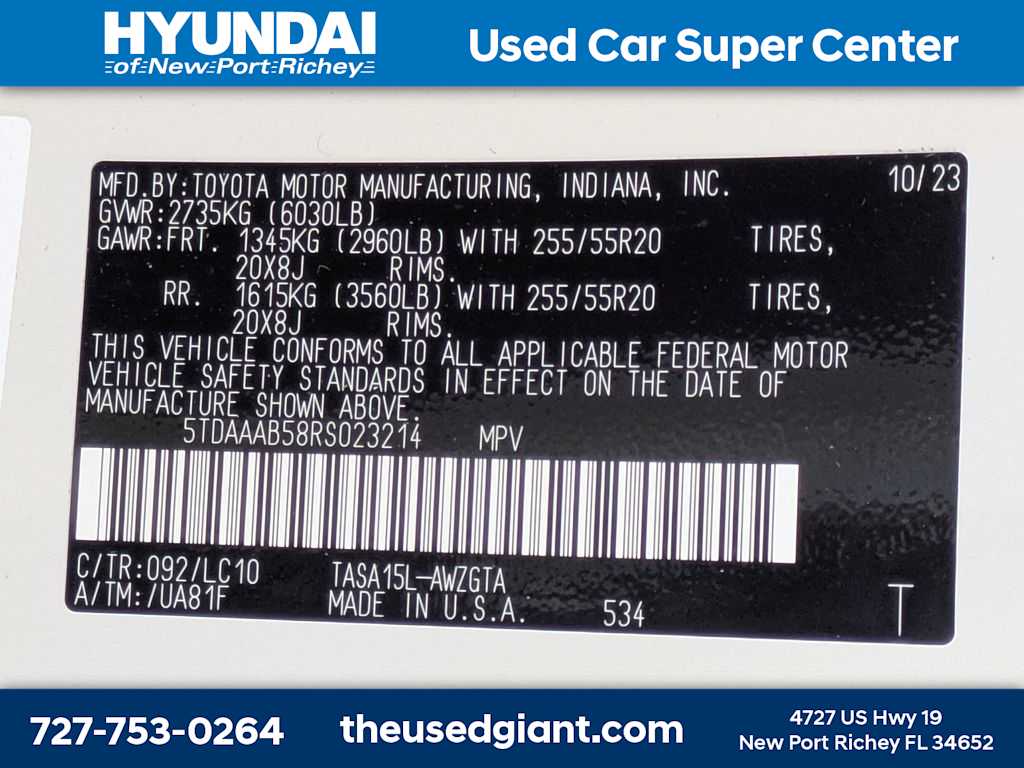 HYUNDAI
of New Port Richey
Used Car Super Center
MFD.BY:TOYOTA MOTOR MANUFACTURING, INDIANA, INC. 10/23
GVWR:2735KG (6030LB)
GAWR:FRT. 1345KG (2960LB) WITH 255/55R20 TIRES,
20X8J RIMS.
RR. 1615KG (3560LB) WITH 255/55R20 TIRES,
20X8J RIMS.
THIS VEHICLE CONFORMS TO ALL APPLICABLE FEDERAL MOTOR
VEHICLE SAFETY STANDARDS IN EFFECT ON THE DATE OF
MANUFACTURE SHOWN ABOVE.
5TDAAAB58RS023214 MPV
C/TR:092/LC10 TASA15L-AWZGTA
A/TM:/UA81F MADE IN U.S.A. 534 T
727-753-0264
theusedgiant.com
4727 US Hwy 19
New Port Richey FL 34652